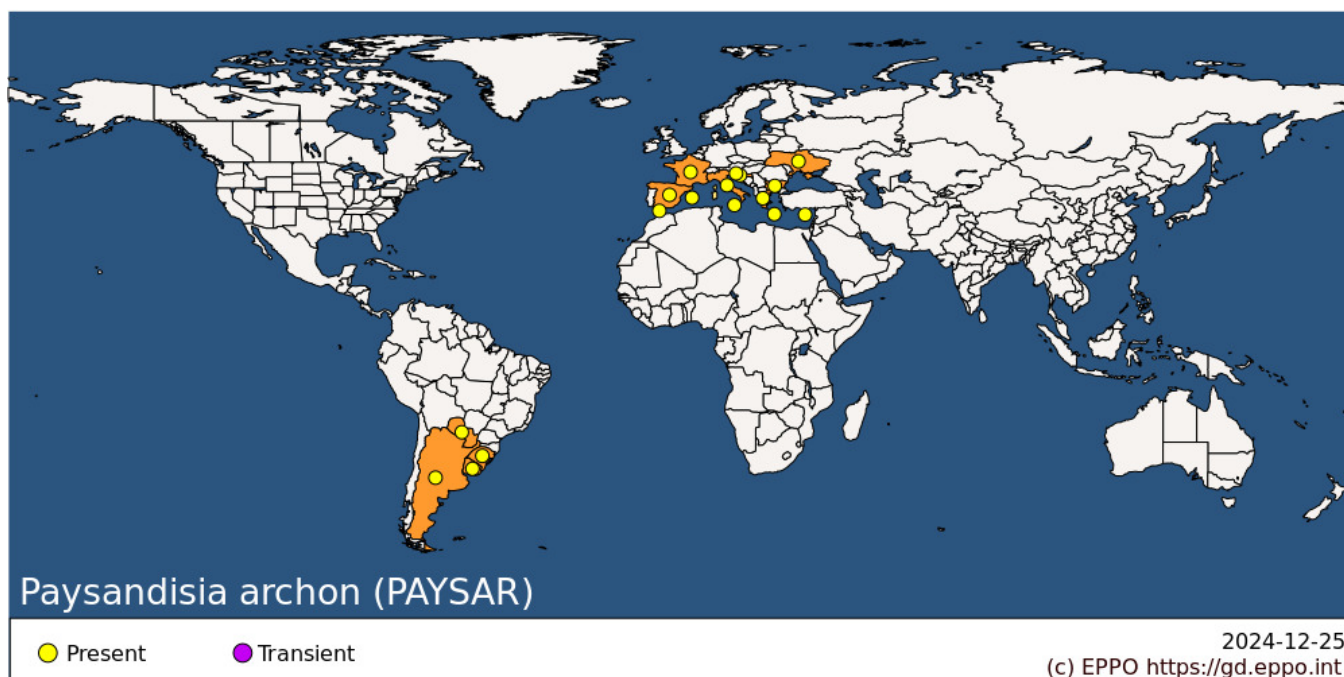 Paysandisia archon (PAYSAR)
Present
Transient
2024-12-25
(c) EPPO https://gd.eppo.int